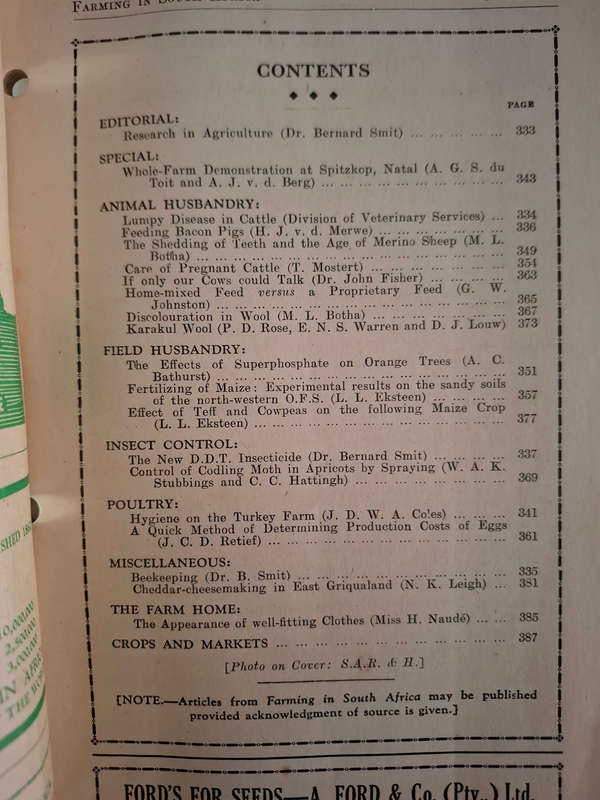 FARMING IN SOUTH AFRICA
CONTENTS
PAGE
EDITORIAL:
Research in Agriculture (Dr. Bernard Smit) ... ... ... ... ... 333
SPECIAL:
Whole-Farm Demonstration at Spitzkop, Natal (A. G. S. du
Toit and A. J. v. d. Berg) ... ... ... ... ... ... ... ... ... ... 343
ANIMAL HUSBANDRY:
Lumpy Disease in Cattle (Division of Veterinary Services) ... 334
Feeding Bacon Pigs (H. J. v. d. Merwe) ... ... ... ... ... ... 336
The Shedding of Teeth and the Age of Merino Sheep (M. L.
Botha) ... ... ... ... ... ... ... ... ... ... ... ... ... ... ... ... 349
Care of Pregnant Cattle (T. Mostert) ... ... ... ... ... ... ... 354
If only our Cows could Talk (Dr. John Fisher) ... ... ... ... 363
Home-mixed Feed versus a Proprietary Feed (G. W.
Johnston) ... ... ... ... ... ... ... ... ... ... ... ... ... ... ... 365
Discolouration in Wool (M. L. Botha) ... ... ... ... ... ... ... 367
Karakul Wool (P. D. Rose, E. N. S. Warren and D. J. Louw) 373
FIELD HUSBANDRY:
The Effects of Superphosphate on Orange Trees (A. C.
Bathurst) ... ... ... ... ... ... ... ... ... ... ... ... ... ... ... 351
Fertilizing of Maize: Experimental results on the sandy soils
of the north-western O.F.S. (L. L. Eksteen) ... ... ... ... 357
Effect of Teff and Cowpeas on the following Maize Crop
(L. L. Eksteen) ... ... ... ... ... ... ... ... ... ... ... ... ... 377
INSECT CONTROL:
The New D.D.T. Insecticide (Dr. Bernard Smit) ... ... ... ... 337
Control of Codling Moth in Apricots by Spraying (W. A. K.
Stubbings and C. C. Hattingh) ... ... ... ... ... ... ... ... 369
POULTRY:
Hygiene on the Turkey Farm (J. D. W. A. Coles) ... ... ... 341
A Quick Method of Determining Production Costs of Eggs
(J. C. D. Retief) ... ... ... ... ... ... ... ... ... ... ... ... ... 361
MISCELLANEOUS:
Beekeeping (Dr. B. Smit) ... ... ... ... ... ... ... ... ... ... ... 335
Cheddar-cheesemaking in East Griqualand (N. K. Leigh) ... 381
THE FARM HOME:
The Appearance of well-fitting Clothes (Miss H. Naudé) ... ... 385
CROPS AND MARKETS ... ... ... ... ... ... ... ... ... ... ... ... 387
[Photo on Cover: S.A.R. & H.]
[NOTE.—Articles from Farming in South Africa may be published
provided acknowledgment of source is given.]
FORD'S FOR SEEDS—A. FORD & Co. (Pty.,) Ltd.